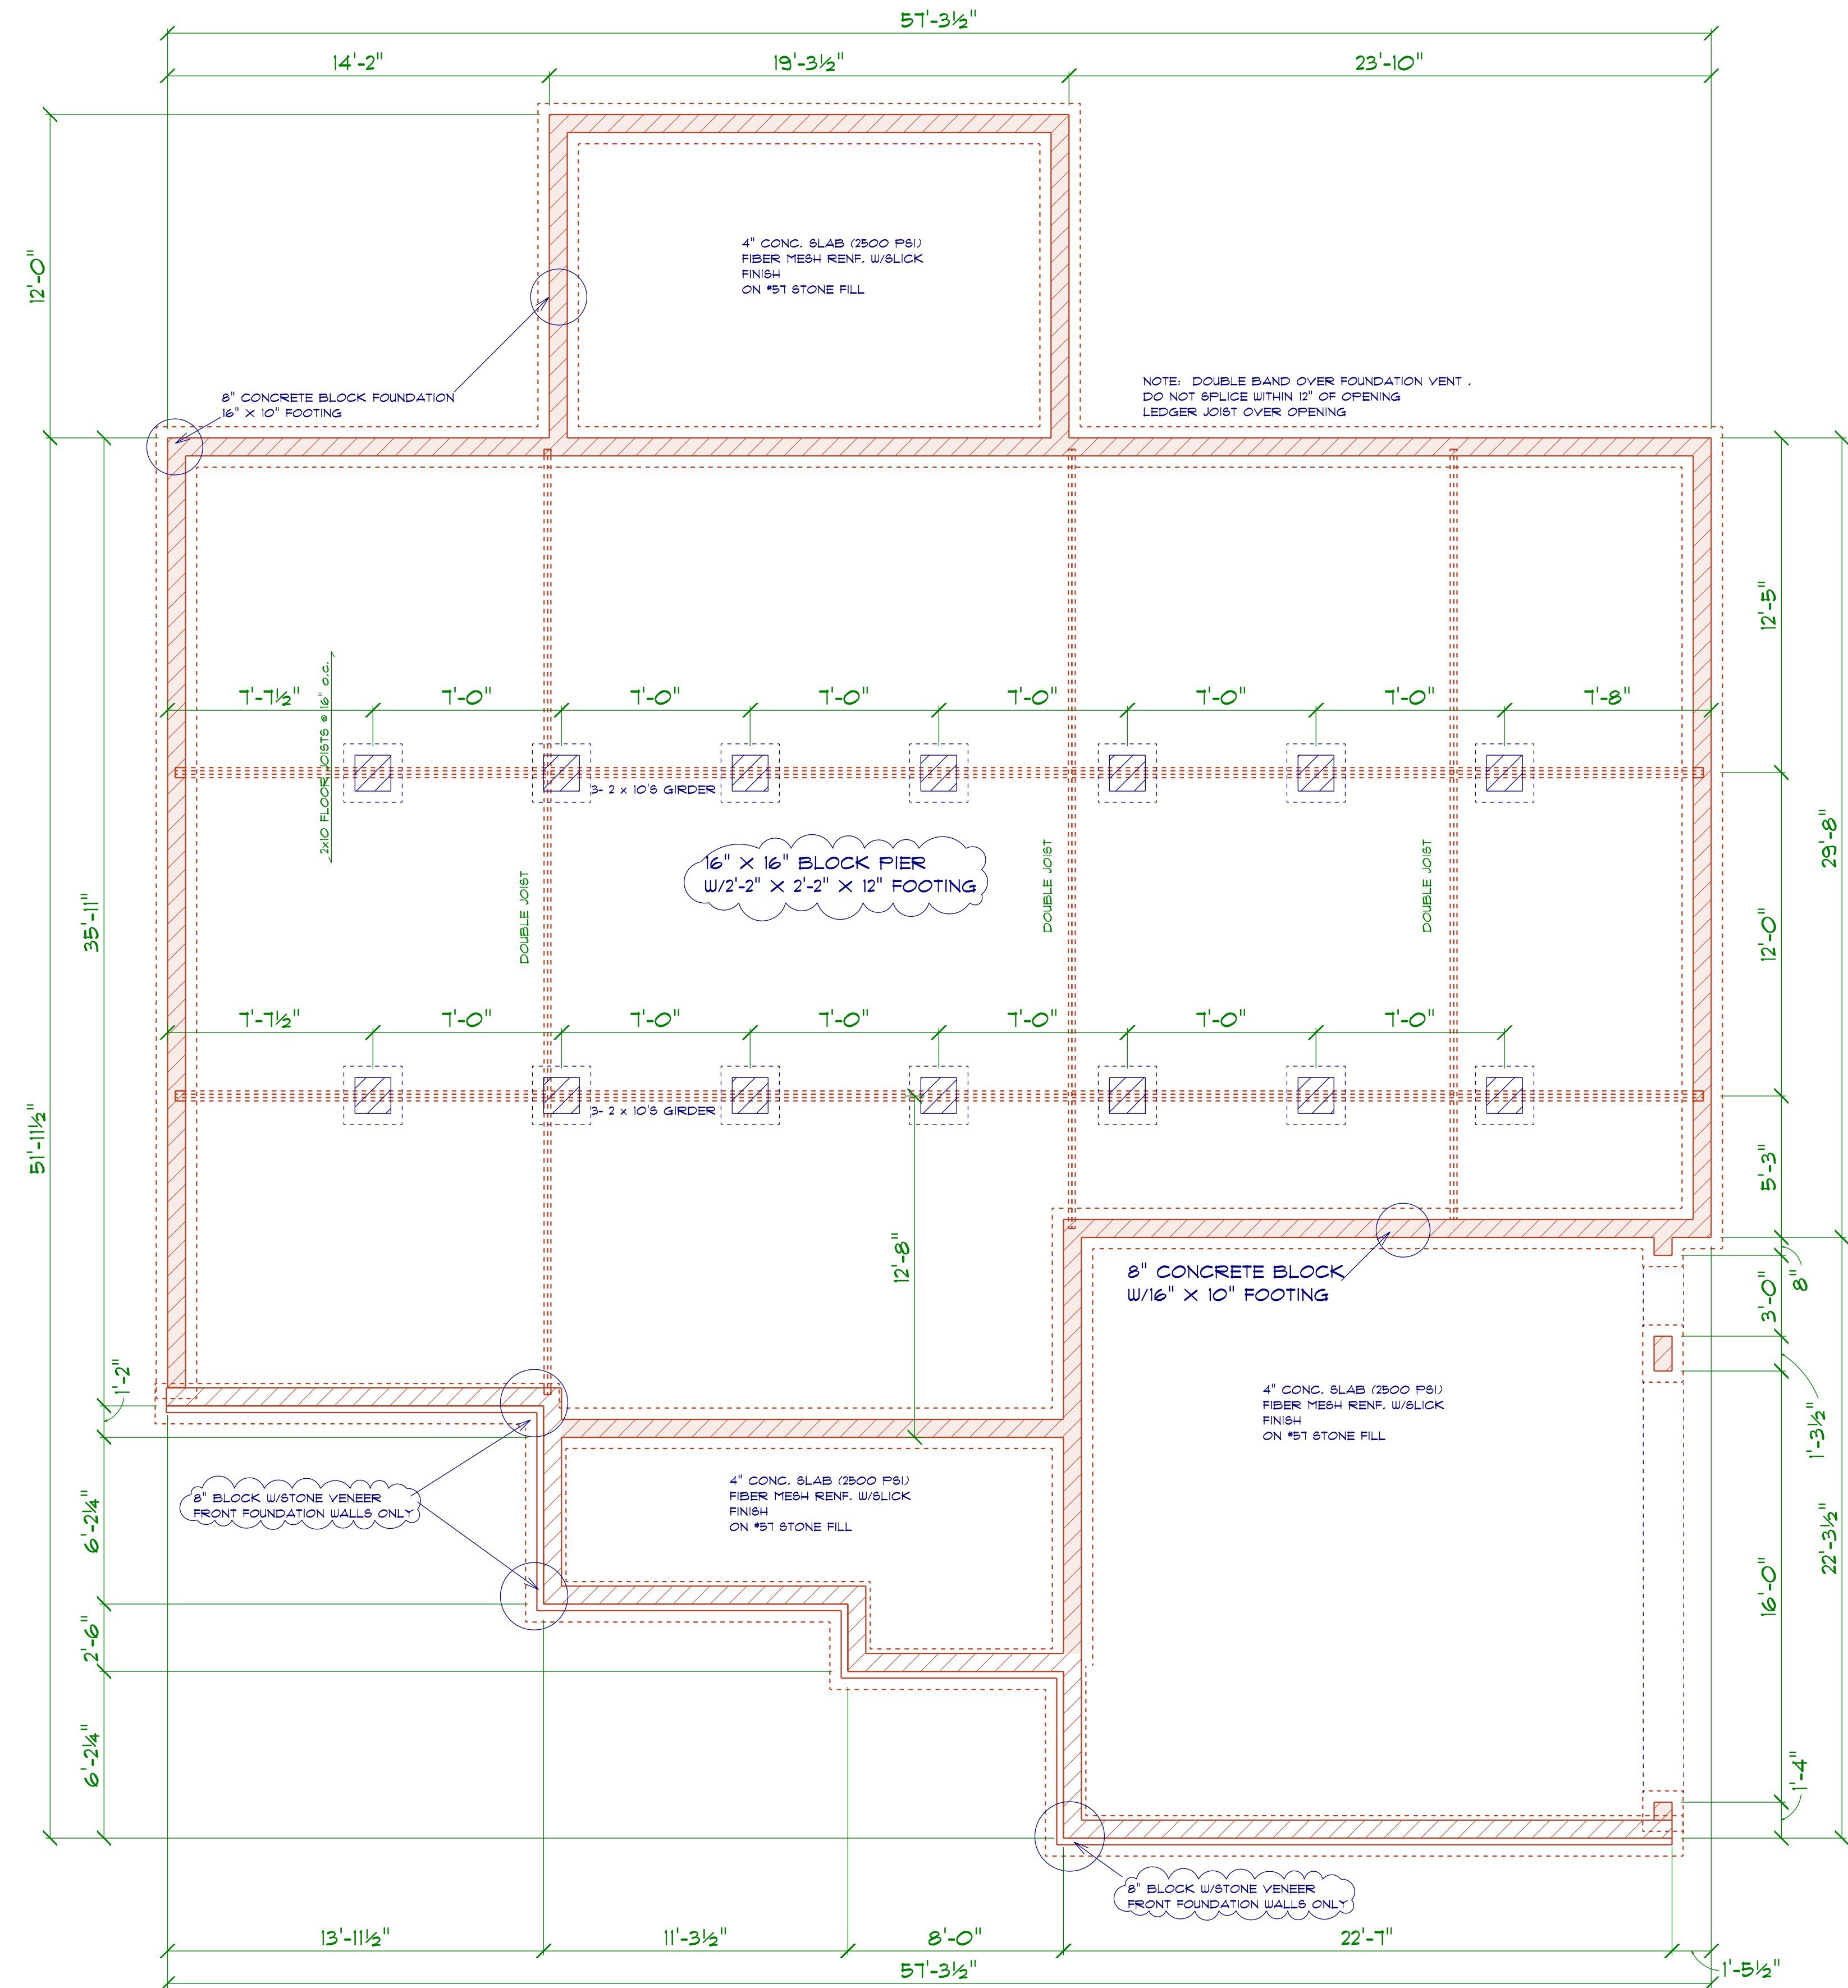 57'-3½"
14'-2"
19'-3½"
23'-10"
12'-0"
4" CONC. SLAB (2500 PSI)
FIBER MESH RENF. W/SLICK
FINISH
ON #57 STONE FILL
8" CONCRETE BLOCK FOUNDATION
16" X 10" FOOTING
NOTE: DOUBLE BAND OVER FOUNDATION VENT .
DO NOT SPLICE WITHIN 12" OF OPENING
LEDGER JOIST OVER OPENING
12'-5"
7'-7½"
7'-0"
7'-0"
7'-0"
7'-0"
7'-0"
7'-0"
7'-8"
2x10 FLOOR JOISTS @ 16" O.C.
3- 2 x 10'S GIRDER
16" X 16" BLOCK PIER
W/2'-2" X 2'-2" X 12" FOOTING
DOUBLE JOIST
DOUBLE JOIST
DOUBLE JOIST
29'-8"
35'-11"
12'-0"
7'-7½"
7'-0"
7'-0"
7'-0"
7'-0"
7'-0"
7'-0"
3- 2 x 10'S GIRDER
51'-11½"
5'-3"
12'-8"
8" CONCRETE BLOCK
W/16" X 10" FOOTING
8"
3'-0"
1'-2"
4" CONC. SLAB (2500 PSI)
FIBER MESH RENF. W/SLICK
FINISH
ON #57 STONE FILL
1'-3½"
8" BLOCK W/STONE VENEER
FRONT FOUNDATION WALLS ONLY
4" CONC. SLAB (2500 PSI)
FIBER MESH RENF. W/SLICK
FINISH
ON #57 STONE FILL
6'-2¼"
22'-3½"
16'-0"
2'-6"
6'-2¼"
1'-4"
8" BLOCK W/STONE VENEER
FRONT FOUNDATION WALLS ONLY
13'-11½"
11'-3½"
8'-0"
22'-7"
1'-5½"
57'-3½"